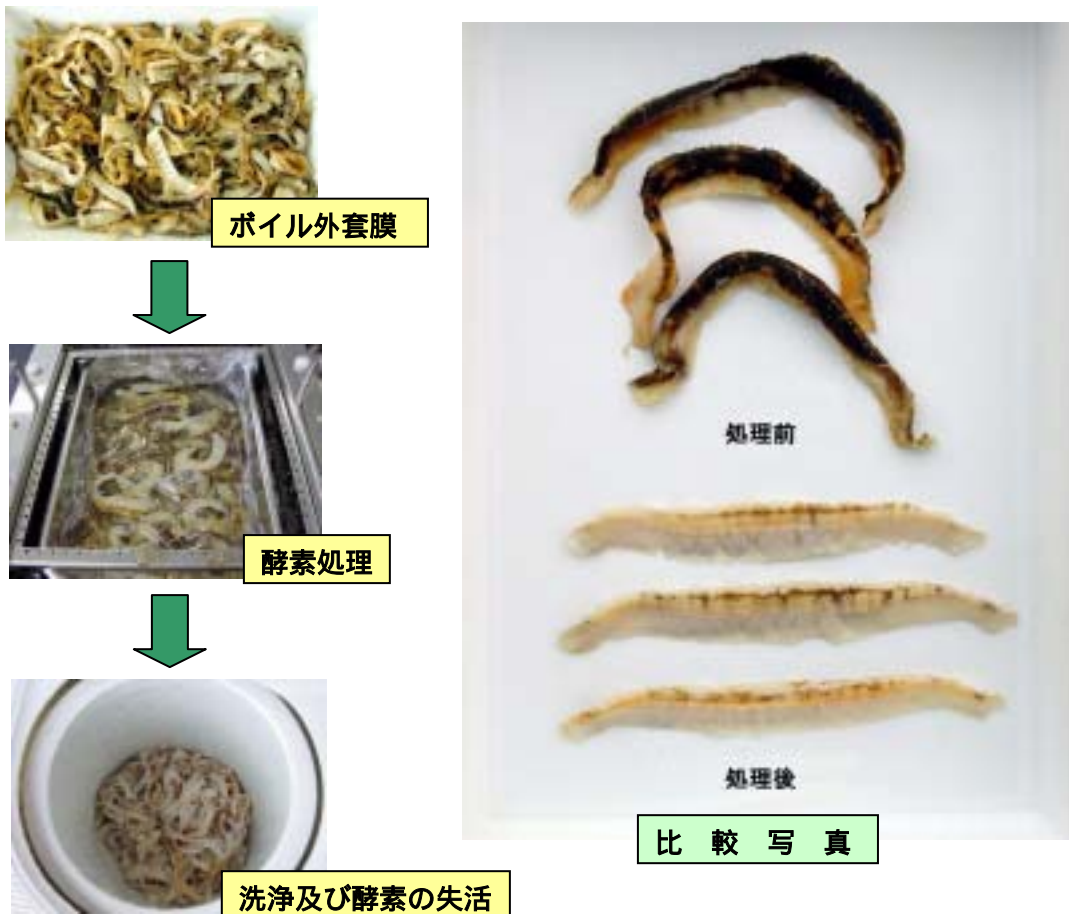 ボイル外套膜
酵素処理
洗浄及び酵素の失活
処理前
処理後
比較写真